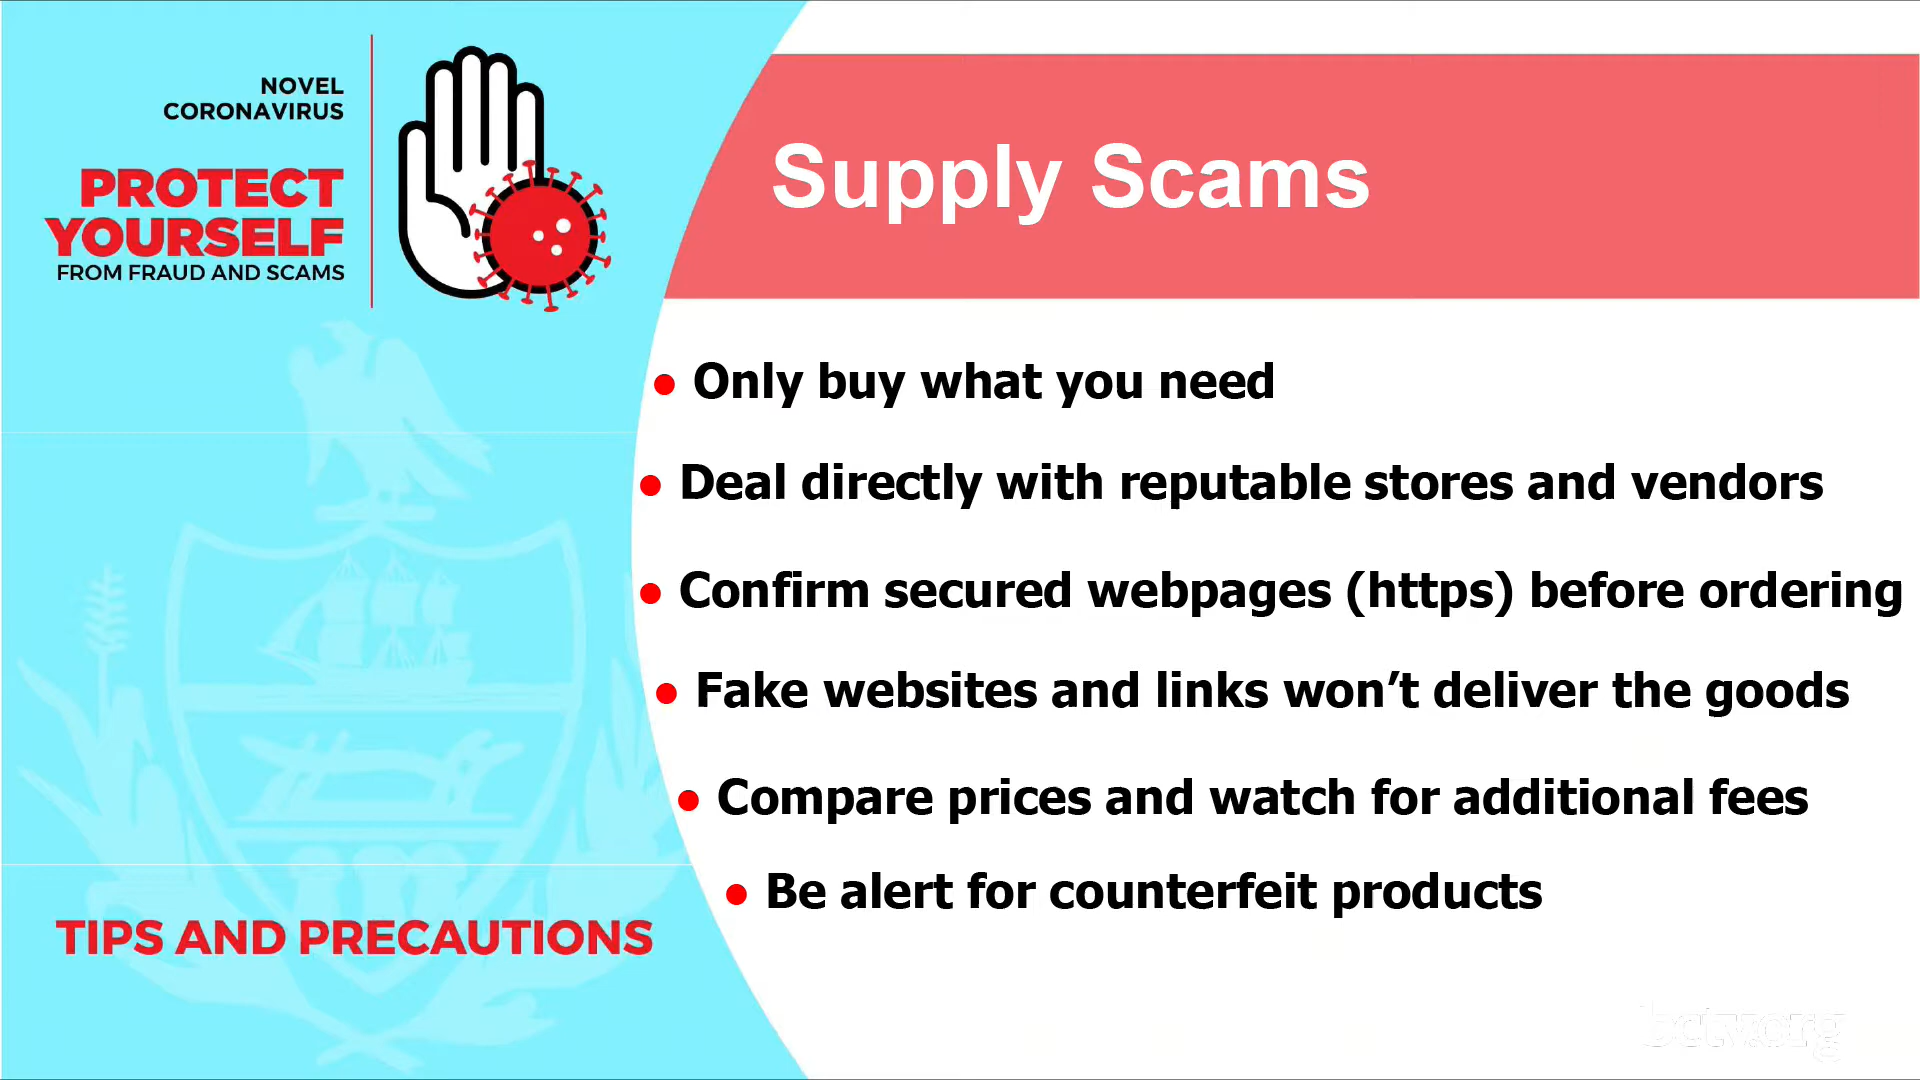 NOVEL
CORONAVIRUS
PROTECT
YOURSELF
FROM FRAUD AND SCAMS
Supply Scams
• Only buy what you need
• Deal directly with reputable stores and vendors
• Confirm secured webpages (https) before ordering
• Fake websites and links won’t deliver the goods
• Compare prices and watch for additional fees
• Be alert for counterfeit products
TIPS AND PRECAUTIONS
bctv.org